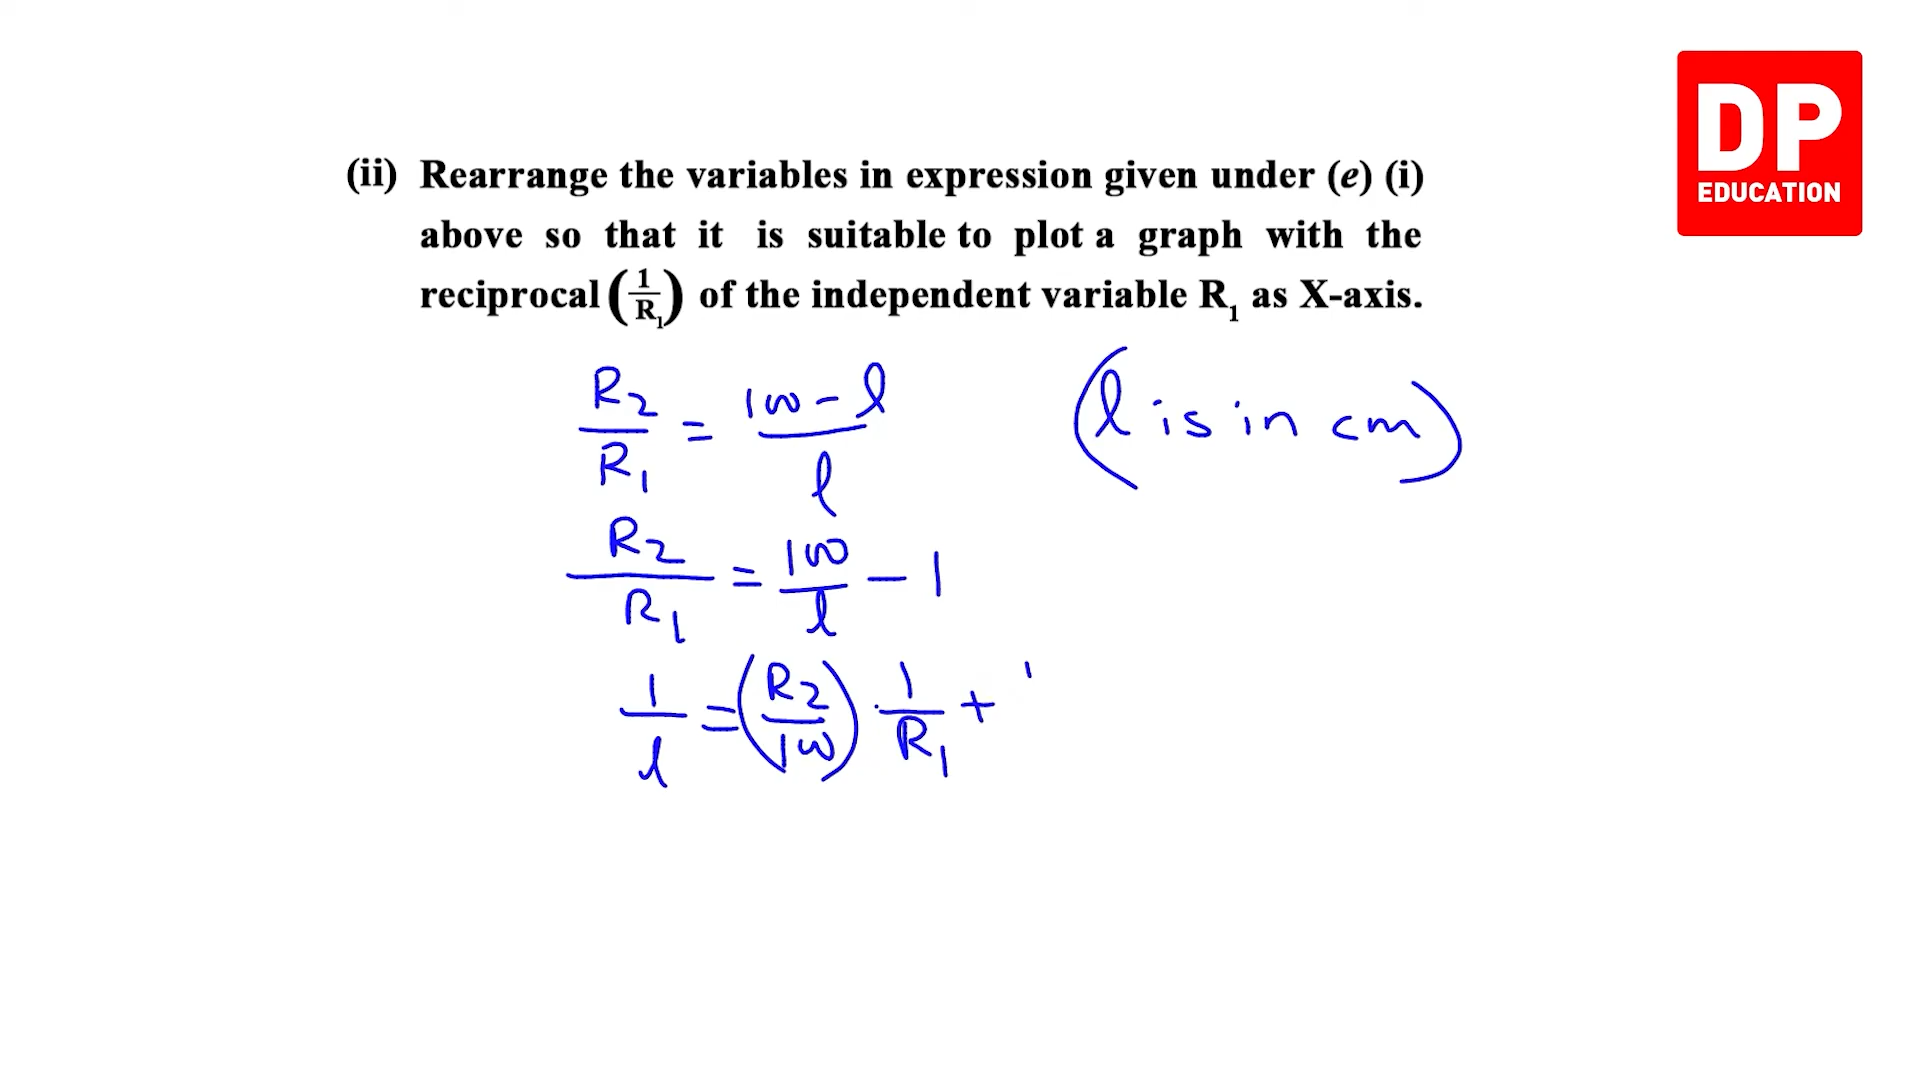 DP
EDUCATION
(ii) Rearrange the variables in expression given under (e) (i)
above so that it is suitable to plot a graph with the
reciprocal (1/R₁) of the independent variable R₁ as X-axis.
R₂/R₁ = (100 - l)/l
(l is in cm)
R₂/R₁ = 100/l - 1
1/l = (R₂/100) · 1/R₁ +